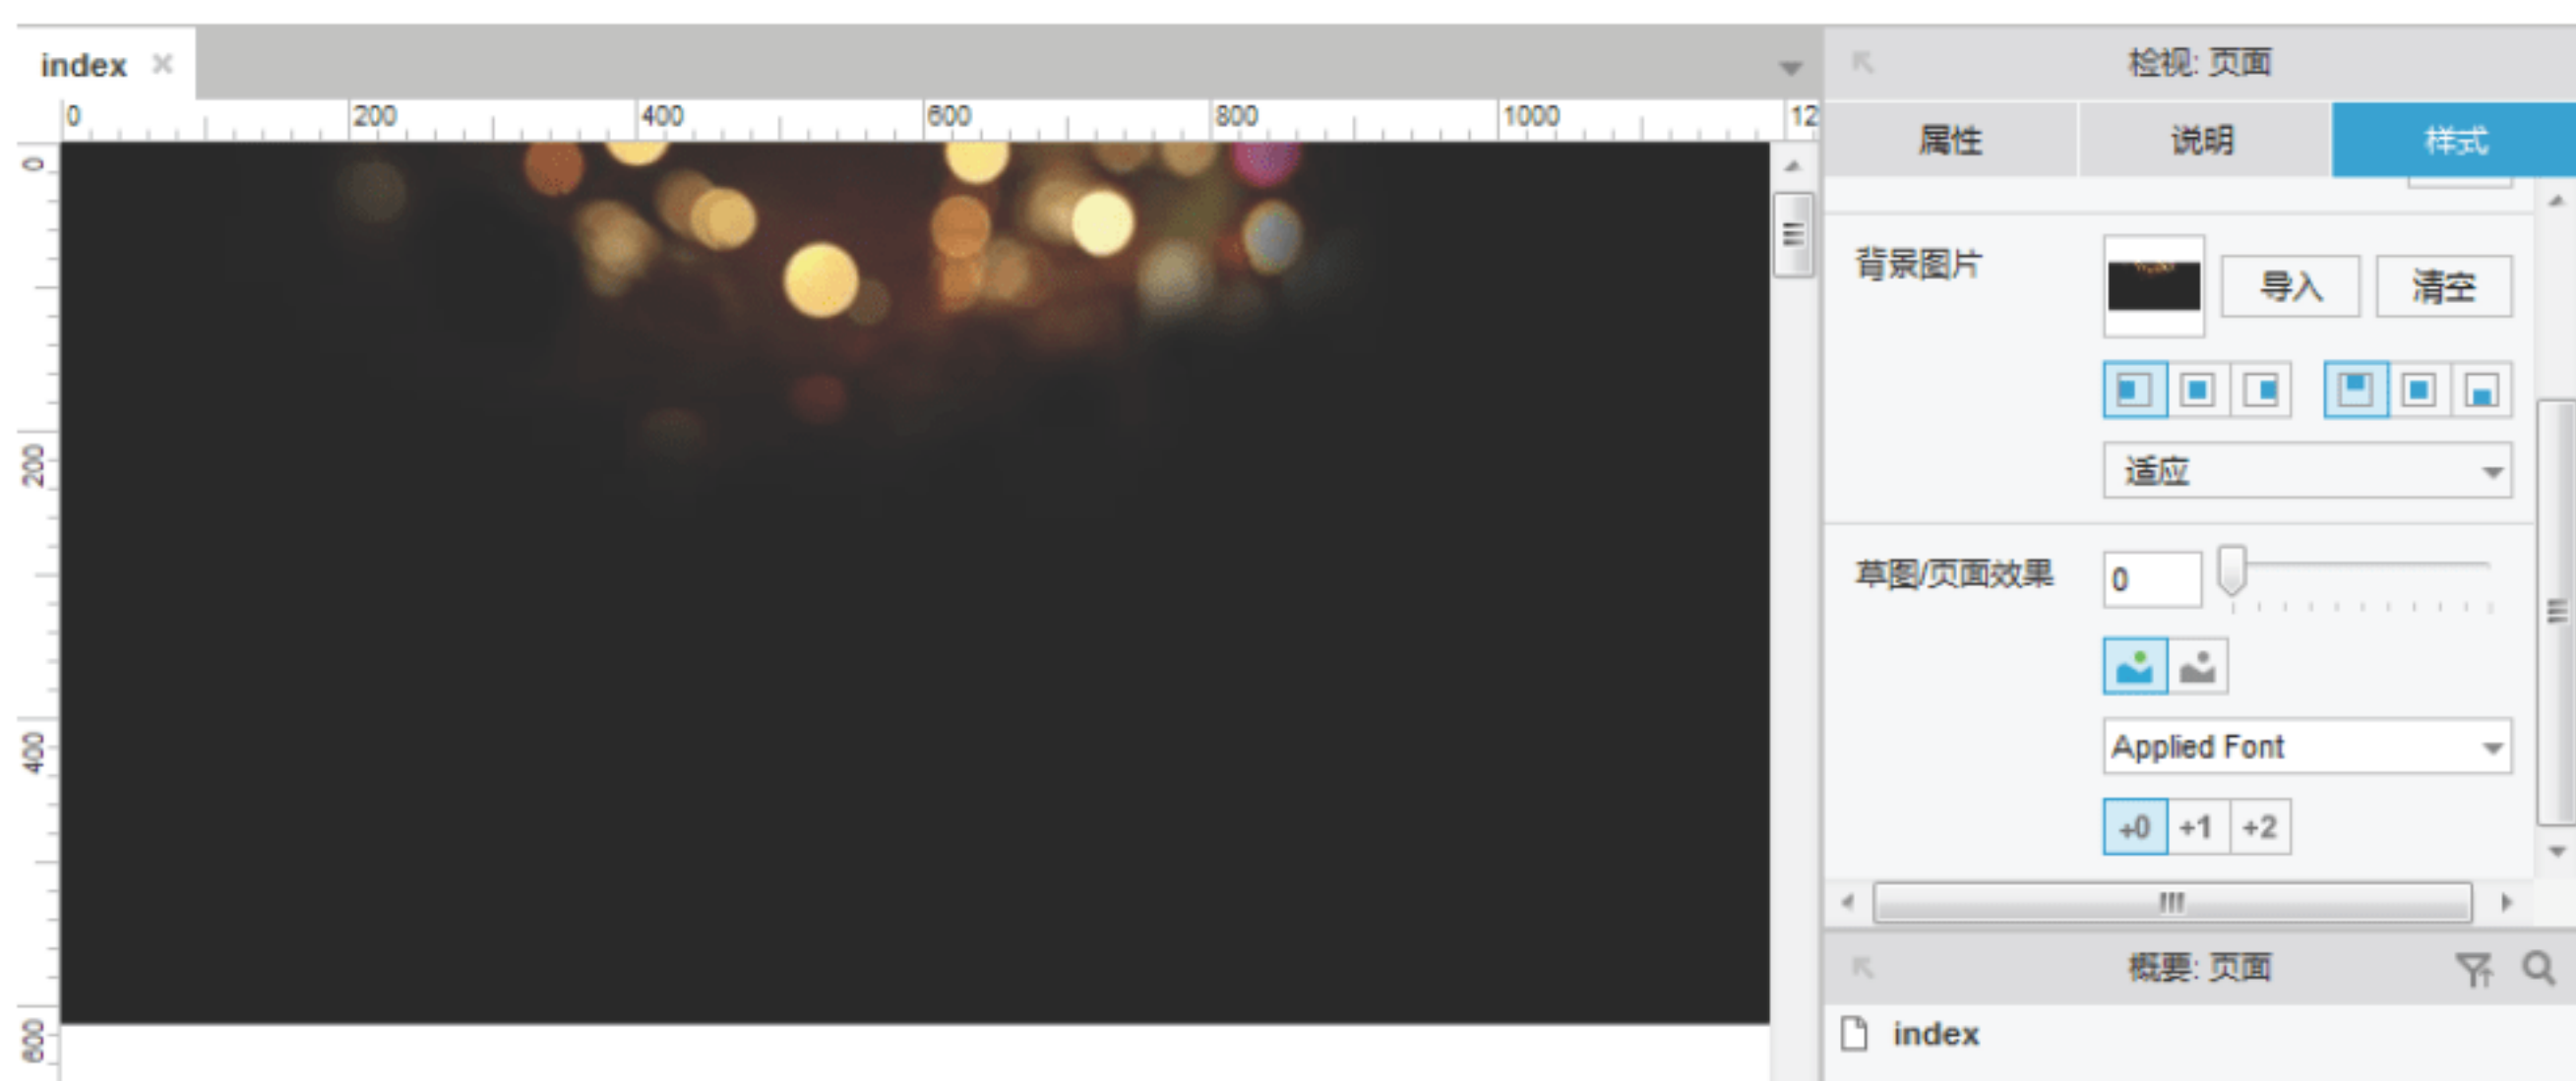 index
检视: 页面
0 200 400 600 800 1000 12
属性 说明 样式
0
200
400
600
背景图片 导入 清空
适应
草图/页面效果 0
Applied Font
+0 +1 +2
概要: 页面
index